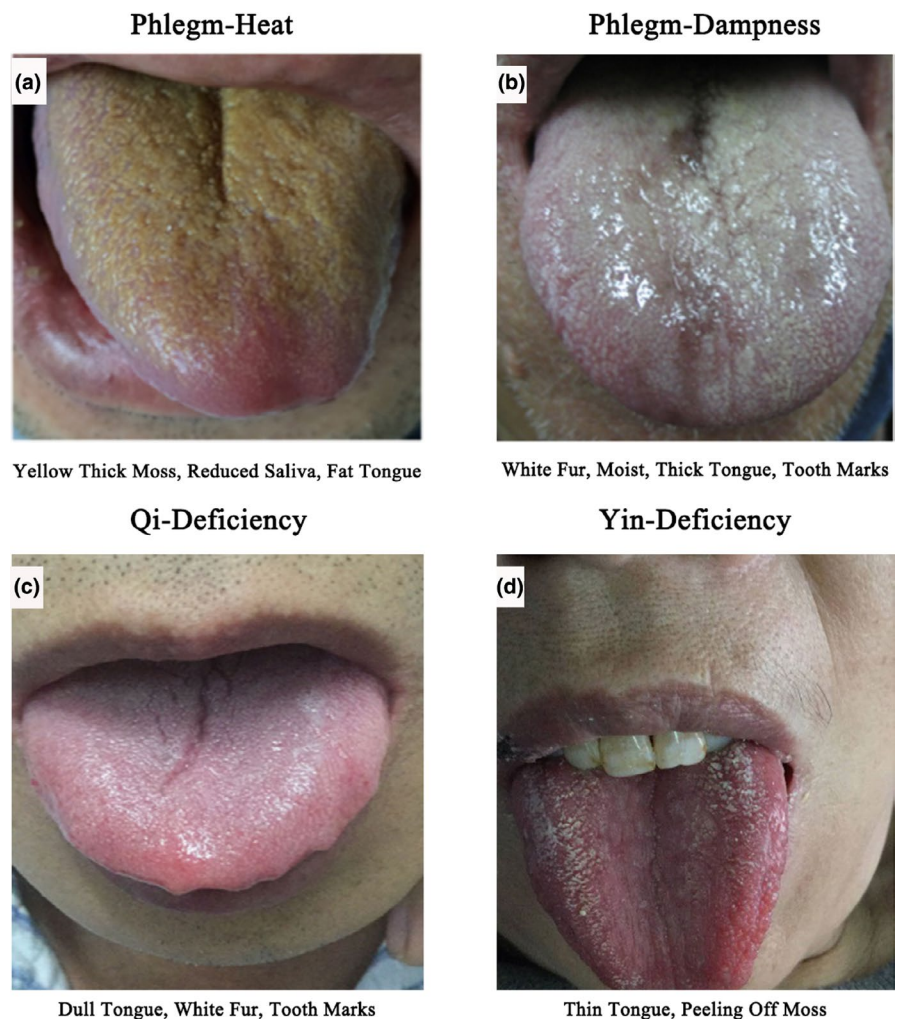 Phlegm-Heat
Phlegm-Dampness
(a)
(b)
Yellow Thick Moss, Reduced Saliva, Fat Tongue
White Fur, Moist, Thick Tongue, Tooth Marks
Qi-Deficiency
Yin-Deficiency
(c)
(d)
Dull Tongue, White Fur, Tooth Marks
Thin Tongue, Peeling Off Moss